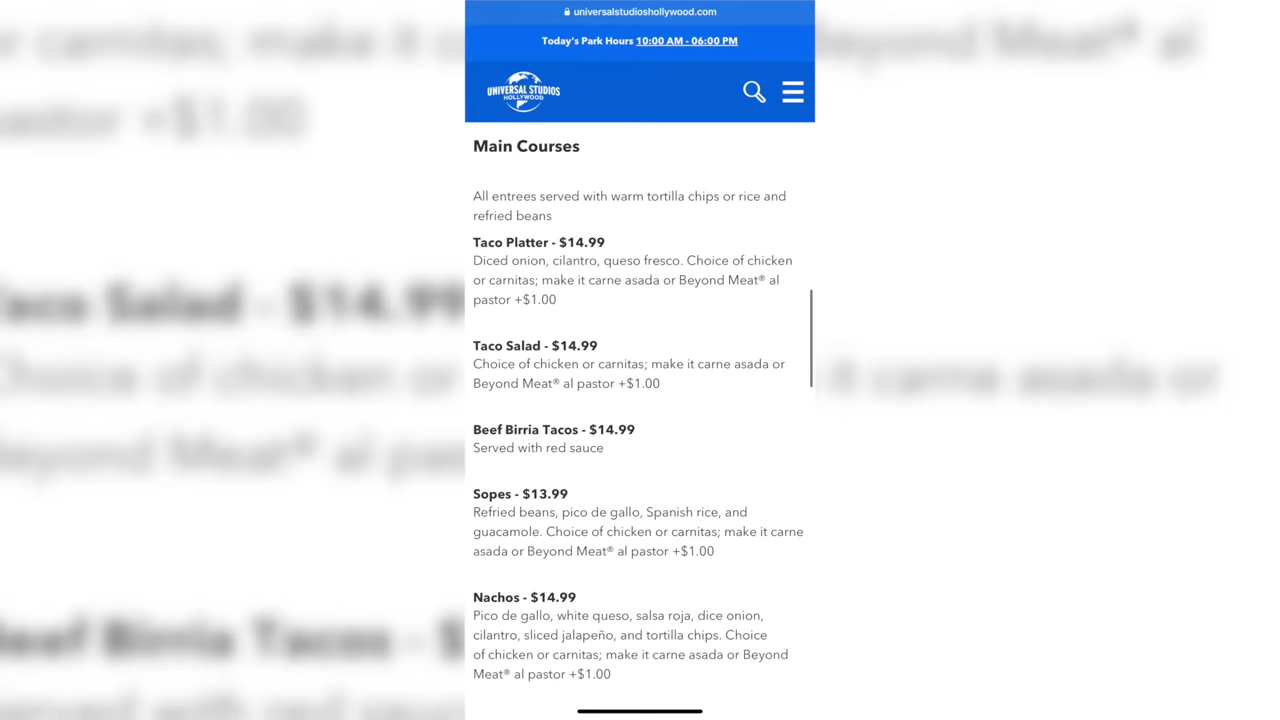 universalstudioshollywood.com
Today's Park Hours 10:00 AM - 06:00 PM
UNIVERSAL STUDIOS
HOLLYWOOD
Main Courses
All entrees served with warm tortilla chips or rice and
refried beans
Taco Platter - $14.99
Diced onion, cilantro, queso fresco. Choice of chicken
or carnitas; make it carne asada or Beyond Meat® al
pastor +$1.00
Taco Salad - $14.99
Choice of chicken or carnitas; make it carne asada or
Beyond Meat® al pastor +$1.00
Beef Birria Tacos - $14.99
Served with red sauce
Sopes - $13.99
Refried beans, pico de gallo, Spanish rice, and
guacamole. Choice of chicken or carnitas; make it carne
asada or Beyond Meat® al pastor +$1.00
Nachos - $14.99
Pico de gallo, white queso, salsa roja, dice onion,
cilantro, sliced jalapeño, and tortilla chips. Choice
of chicken or carnitas; make it carne asada or Beyond
Meat® al pastor +$1.00